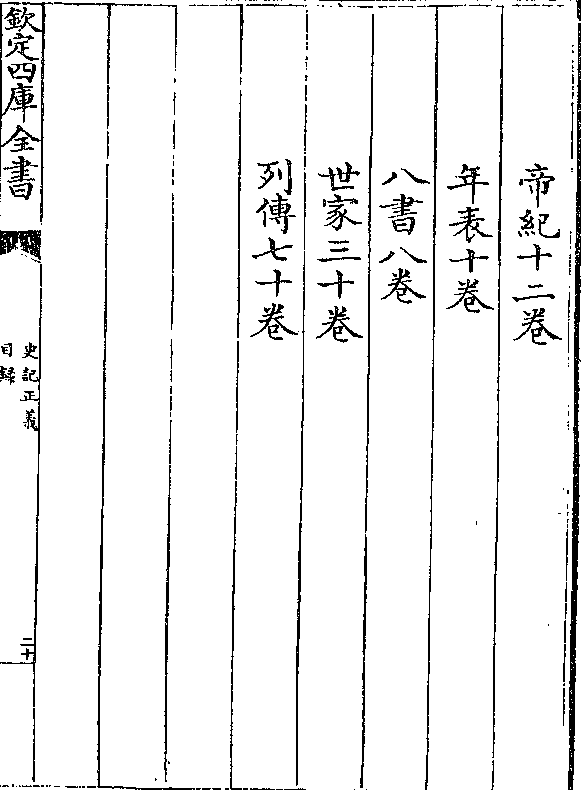 帝紀十二卷
年表十卷
八書八卷
世家三十卷
列傳七十卷
欽定四庫全書
史記正義
目錄
二十